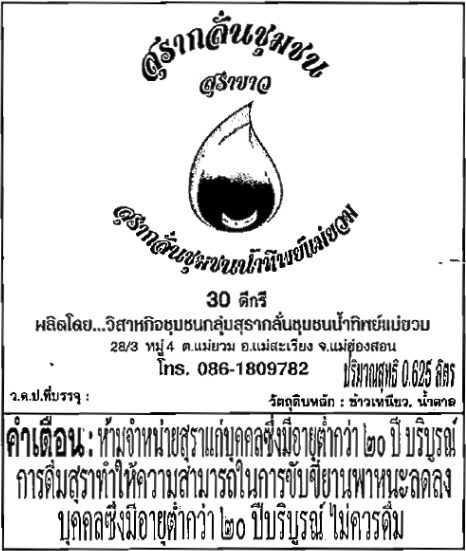 สุรากลั่นชุมชน
สุราขาว
สุรากลั่นชุมชนน้ำทิพย์แม่ยวม
30 ดีกรี
ผลิตโดย...วิสาหกิจชุมชนกลุ่มสุรากลั่นชุมชนน้ำทิพย์แม่ยวม
28/3 หมู่ 4 ต.แม่ยวม อ.แม่สะเรียง จ.แม่ฮ่องสอน
โทร. 086-1809782
ปริมาณสุทธิ 0.625 ลิตร
ว.ด.ป.ที่บรรจุ :
วัตถุดิบหลัก : ข้าวเหนียว, น้ำตาล
คำเตือน : ห้ามจำหน่ายสุราแก่บุคคลซึ่งมีอายุต่ำกว่า ๒๐ ปี บริบูรณ์
การดื่มสุราทำให้ความสามารถในการขับขี่ยานพาหนะลดลง
บุคคลซึ่งมีอายุต่ำกว่า ๒๐ ปีบริบูรณ์ ไม่ควรดื่ม